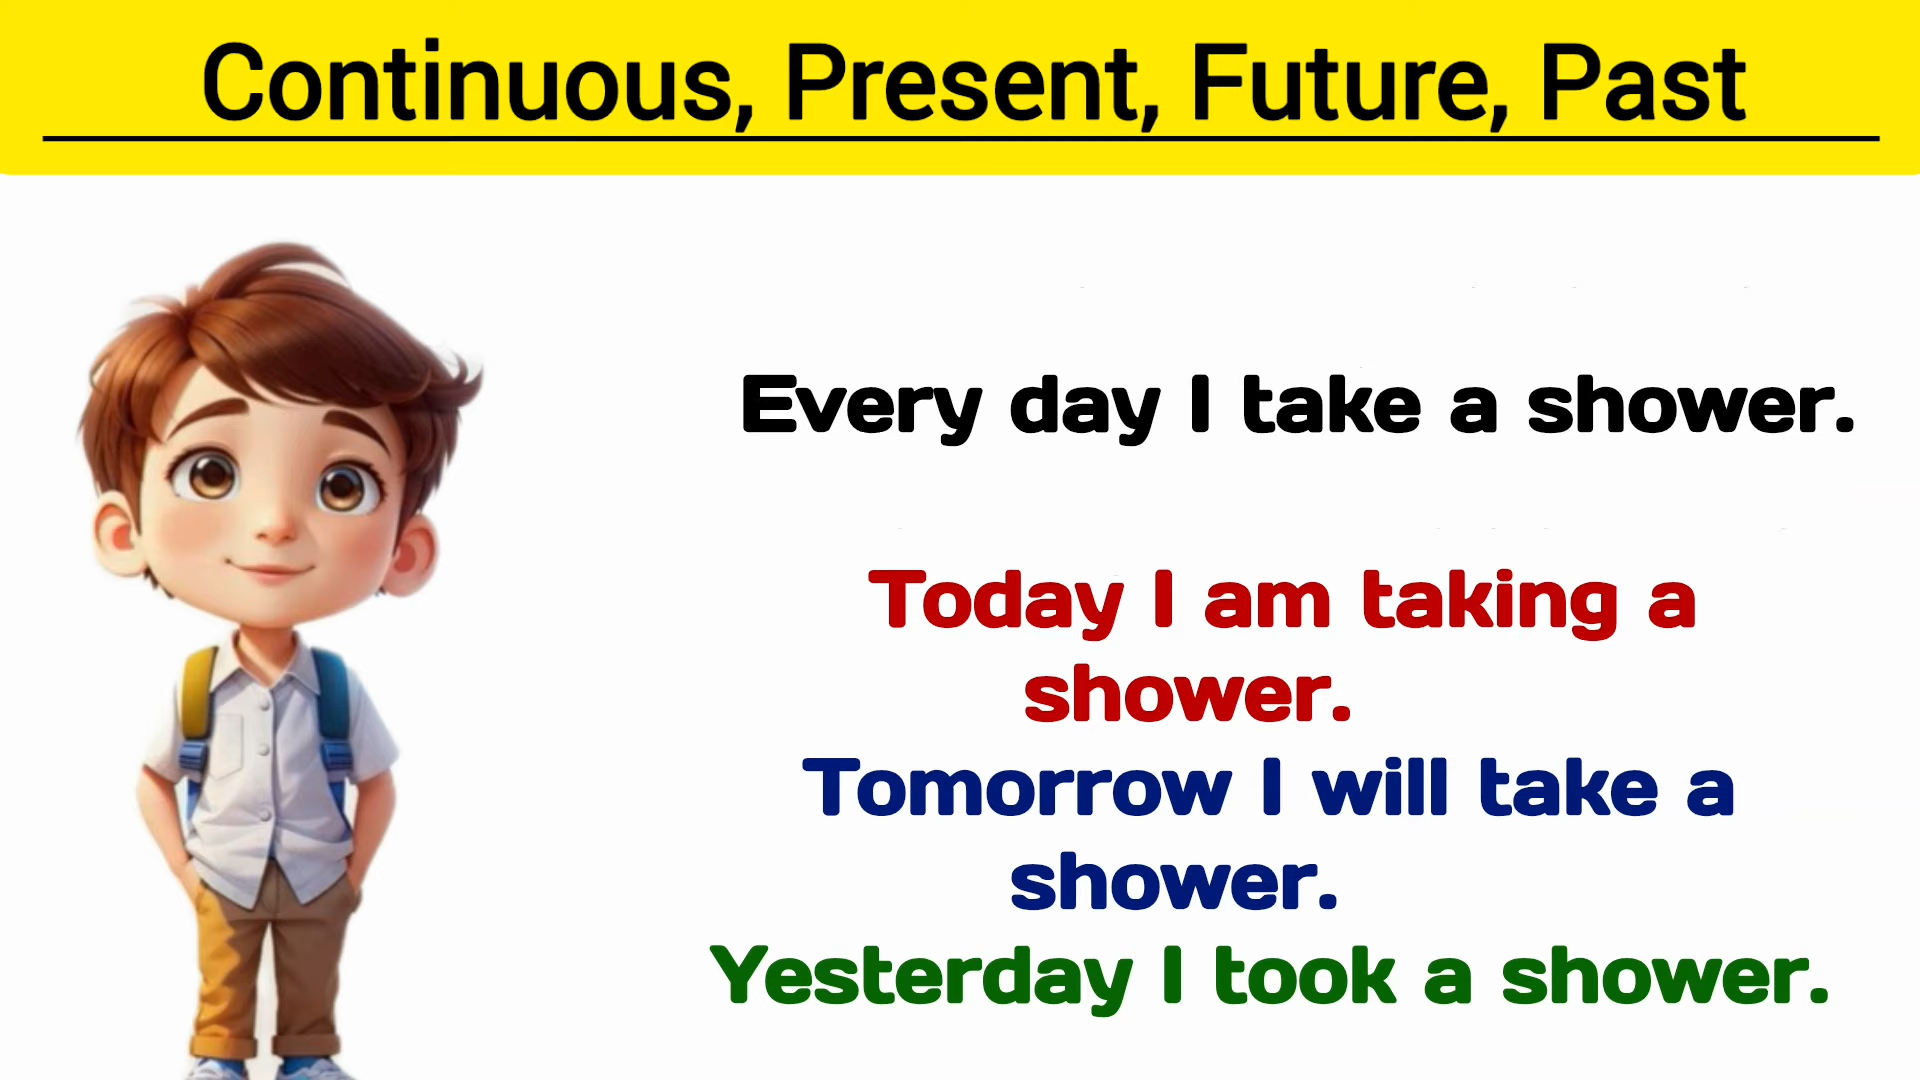 Continuous, Present, Future, Past
Every day I take a shower.
Today I am taking a
shower.
Tomorrow I will take a
shower.
Yesterday I took a shower.